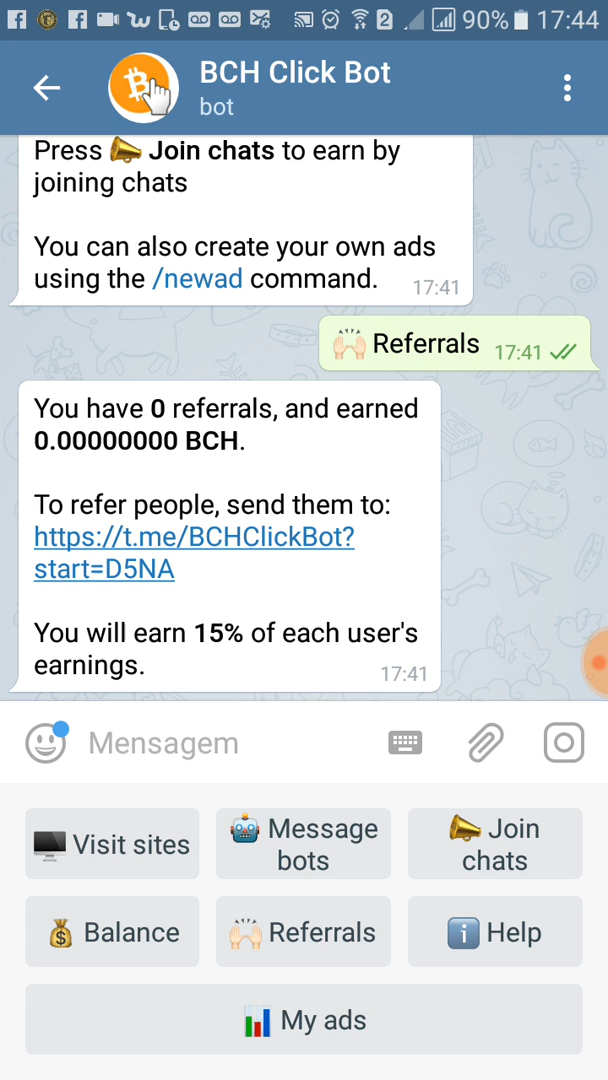 90% 17:44
BCH Click Bot
bot
Press Join chats to earn by
joining chats
You can also create your own ads
using the /newad command. 17:41
Referrals 17:41
You have 0 referrals, and earned
0.00000000 BCH.
To refer people, send them to:
https://t.me/BCHClickBot?
start=D5NA
You will earn 15% of each user's
earnings. 17:41
Mensagem
Visit sites
Message
bots
Join
chats
Balance
Referrals
Help
My ads